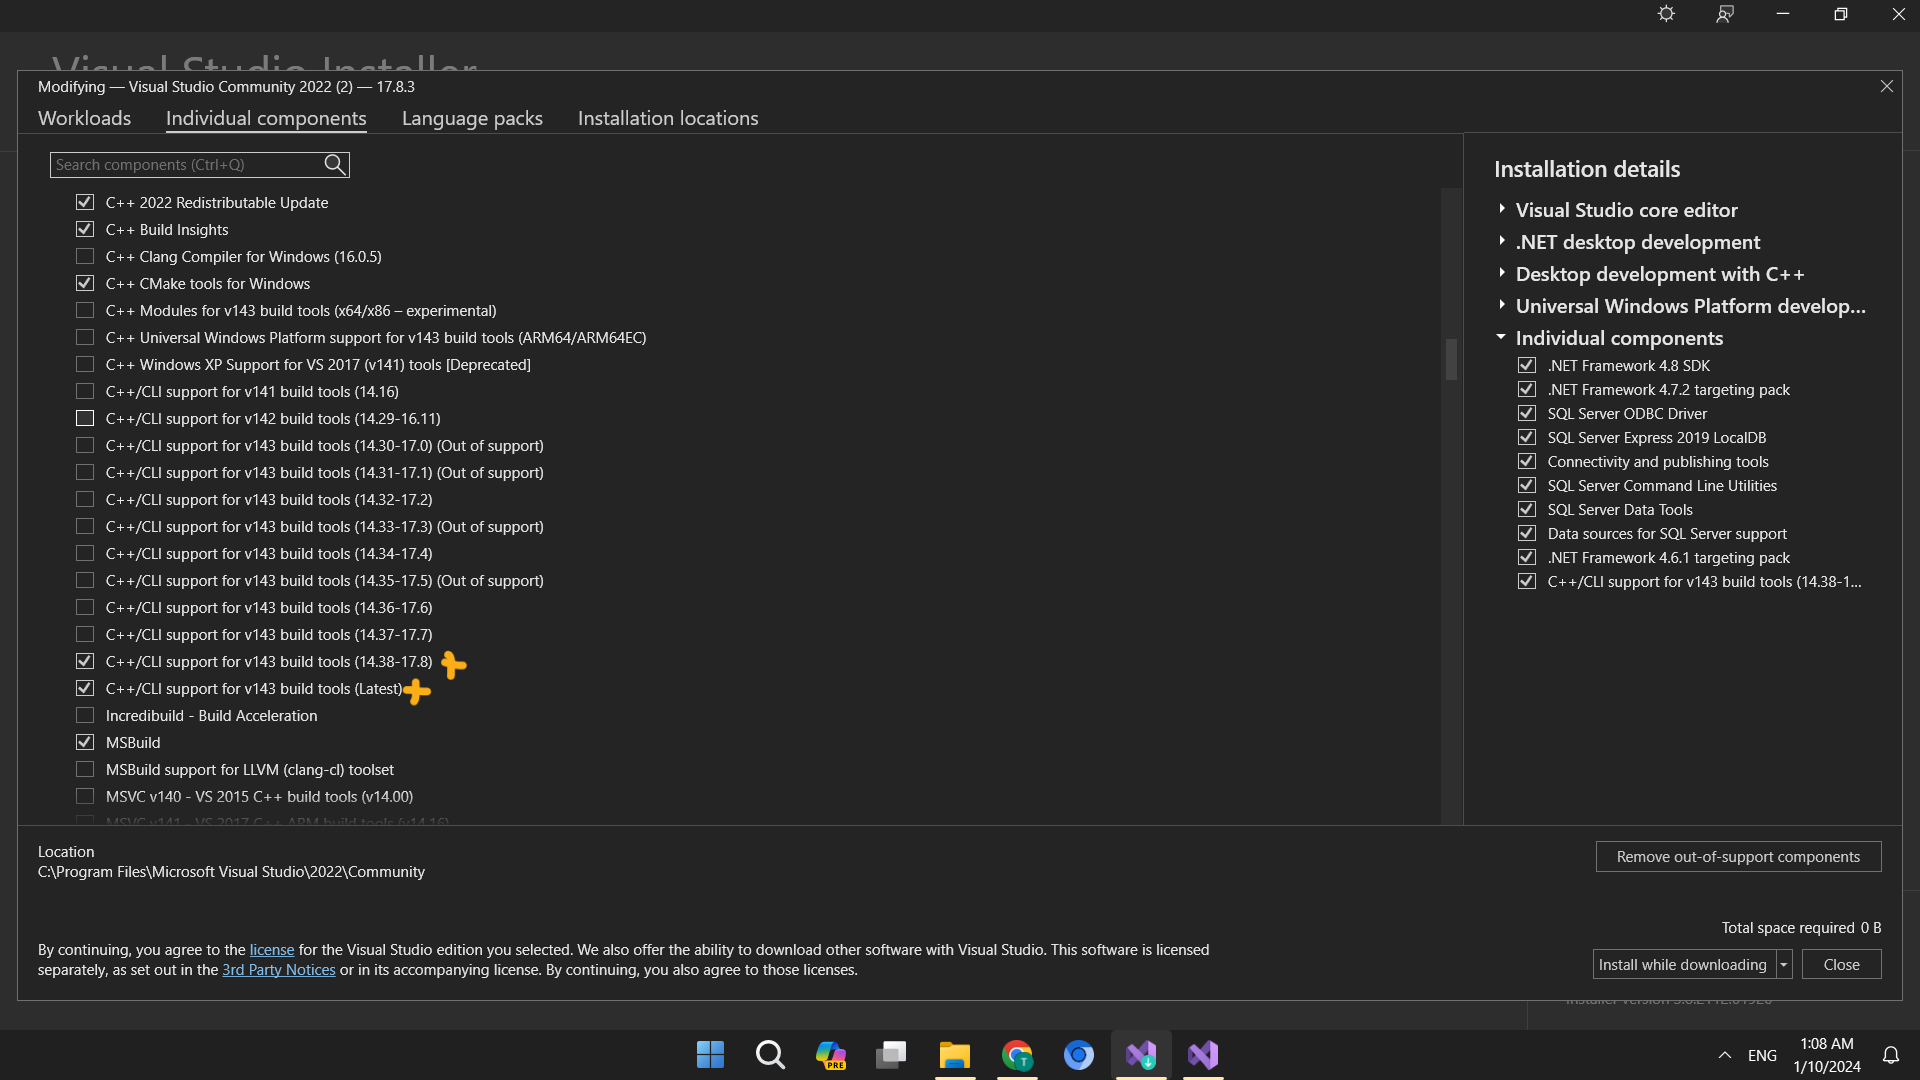 Visual Studio Installer
Modifying — Visual Studio Community 2022 (2) — 17.8.3
Workloads
Individual components
Language packs
Installation locations
Search components (Ctrl+Q)
C++ 2022 Redistributable Update
C++ Build Insights
C++ Clang Compiler for Windows (16.0.5)
C++ CMake tools for Windows
C++ Modules for v143 build tools (x64/x86 – experimental)
C++ Universal Windows Platform support for v143 build tools (ARM64/ARM64EC)
C++ Windows XP Support for VS 2017 (v141) tools [Deprecated]
C++/CLI support for v141 build tools (14.16)
C++/CLI support for v142 build tools (14.29-16.11)
C++/CLI support for v143 build tools (14.30-17.0) (Out of support)
C++/CLI support for v143 build tools (14.31-17.1) (Out of support)
C++/CLI support for v143 build tools (14.32-17.2)
C++/CLI support for v143 build tools (14.33-17.3) (Out of support)
C++/CLI support for v143 build tools (14.34-17.4)
C++/CLI support for v143 build tools (14.35-17.5) (Out of support)
C++/CLI support for v143 build tools (14.36-17.6)
C++/CLI support for v143 build tools (14.37-17.7)
C++/CLI support for v143 build tools (14.38-17.8)
C++/CLI support for v143 build tools (Latest)
Incredibuild - Build Acceleration
MSBuild
MSBuild support for LLVM (clang-cl) toolset
MSVC v140 - VS 2015 C++ build tools (v14.00)
MSVC v141 - VS 2017 C++ ARM build tools (v14.16)
Installation details
Visual Studio core editor
.NET desktop development
Desktop development with C++
Universal Windows Platform develop...
Individual components
.NET Framework 4.8 SDK
.NET Framework 4.7.2 targeting pack
SQL Server ODBC Driver
SQL Server Express 2019 LocalDB
Connectivity and publishing tools
SQL Server Command Line Utilities
SQL Server Data Tools
Data sources for SQL Server support
.NET Framework 4.6.1 targeting pack
C++/CLI support for v143 build tools (14.38-1...
Location
C:\Program Files\Microsoft Visual Studio\2022\Community
Remove out-of-support components
Total space required 0 B
By continuing, you agree to the license for the Visual Studio edition you selected. We also offer the ability to download other software with Visual Studio. This software is licensed
separately, as set out in the 3rd Party Notices or in its accompanying license. By continuing, you also agree to those licenses.
Install while downloading
Close
PRE
T
ENG
1:08 AM
1/10/2024